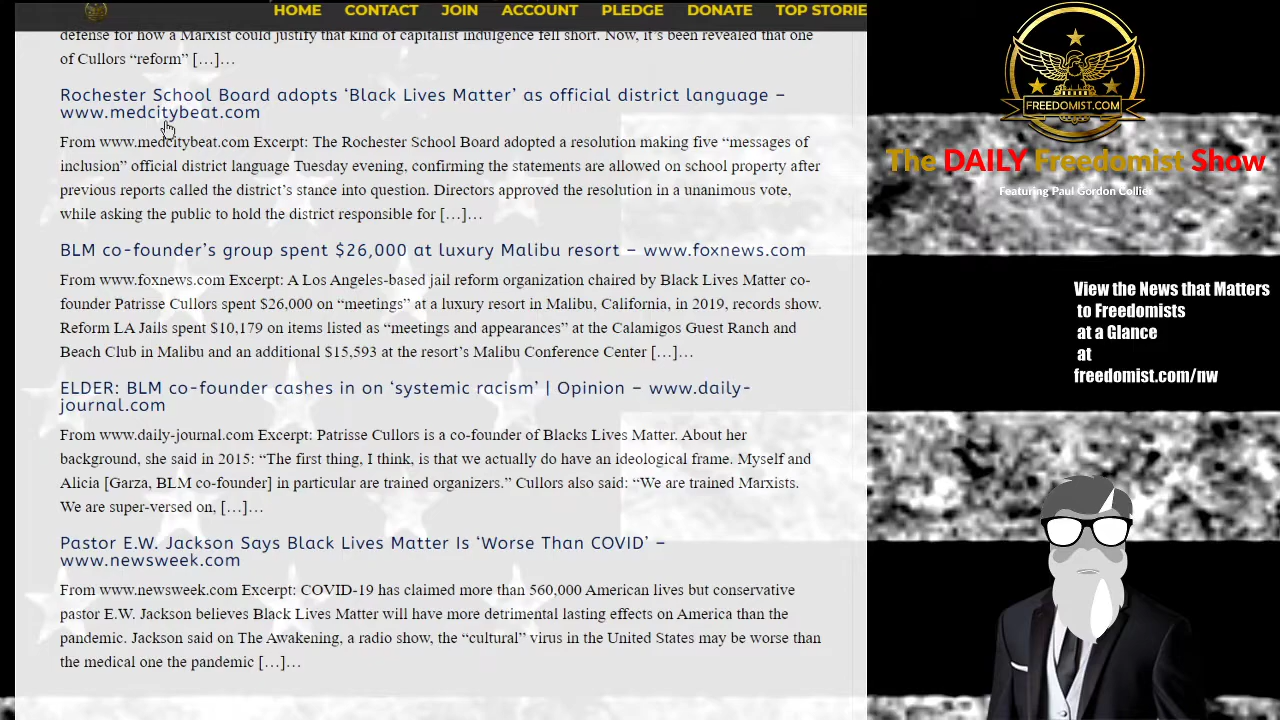 HOME CONTACT JOIN ACCOUNT PLEDGE DONATE TOP STORIE
defense for how a Marxist could justify that kind of capitalist indulgence fell short. Now, it’s been revealed that one
of Cullors “reform” […]…
Rochester School Board adopts ‘Black Lives Matter’ as official district language –
www.medcitybeat.com
From www.medcitybeat.com Excerpt: The Rochester School Board adopted a resolution making five “messages of
inclusion” official district language Tuesday evening, confirming the statements are allowed on school property after
previous reports called the district’s stance into question. Directors approved the resolution in a unanimous vote,
while asking the public to hold the district responsible for […]…
BLM co-founder’s group spent $26,000 at luxury Malibu resort – www.foxnews.com
From www.foxnews.com Excerpt: A Los Angeles-based jail reform organization chaired by Black Lives Matter co-
founder Patrisse Cullors spent $26,000 on “meetings” at a luxury resort in Malibu, California, in 2019, records show.
Reform LA Jails spent $10,179 on items listed as “meetings and appearances” at the Calamigos Guest Ranch and
Beach Club in Malibu and an additional $15,593 at the resort’s Malibu Conference Center […]…
ELDER: BLM co-founder cashes in on ‘systemic racism’ | Opinion – www.daily-
journal.com
From www.daily-journal.com Excerpt: Patrisse Cullors is a co-founder of Blacks Lives Matter. About her
background, she said in 2015: “The first thing, I think, is that we actually do have an ideological frame. Myself and
Alicia [Garza, BLM co-founder] in particular are trained organizers.” Cullors also said: “We are trained Marxists.
We are super-versed on, […]…
Pastor E.W. Jackson Says Black Lives Matter Is ‘Worse Than COVID’ –
www.newsweek.com
From www.newsweek.com Excerpt: COVID-19 has claimed more than 560,000 American lives but conservative
pastor E.W. Jackson believes Black Lives Matter will have more detrimental lasting effects on America than the
pandemic. Jackson said on The Awakening, a radio show, the “cultural” virus in the United States may be worse than
the medical one the pandemic […]…
FREEDOMIST.COM
The DAILY Freedomist Show
Featuring Paul Gordon Collier
View the News that Matters
to Freedomists
at a Glance
at
freedomist.com/nw